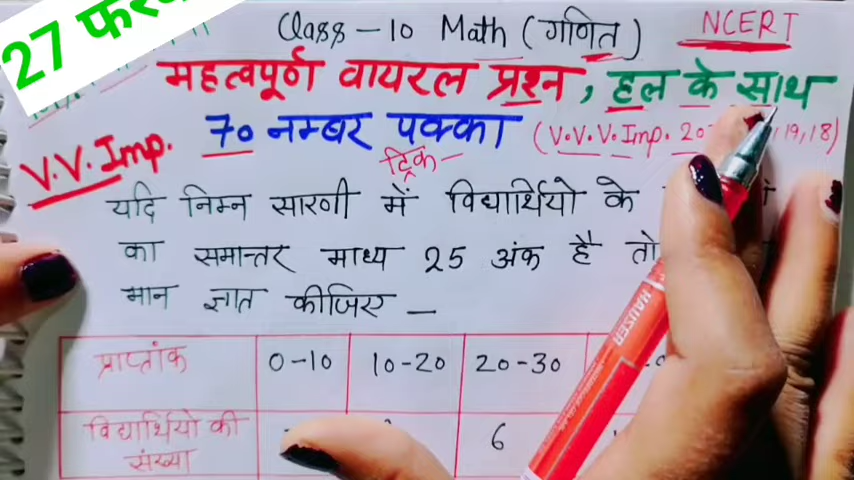 27 फर
Class - 10 Math (गणित) NCERT
महत्वपूर्ण वायरल प्रश्न, हल के साथ
V.V. Imp. 70 नम्बर पक्का (V.V.V. Imp. 20 , 19, 18)
ट्रिक -
यदि निम्न सारणी में विद्यार्थियो के
का समान्तर माध्य 25 अंक है तो
मान ज्ञात कीजिए -
प्राप्तांक 0-10 10-20 20-30
विद्यार्थियो की 6
संख्या